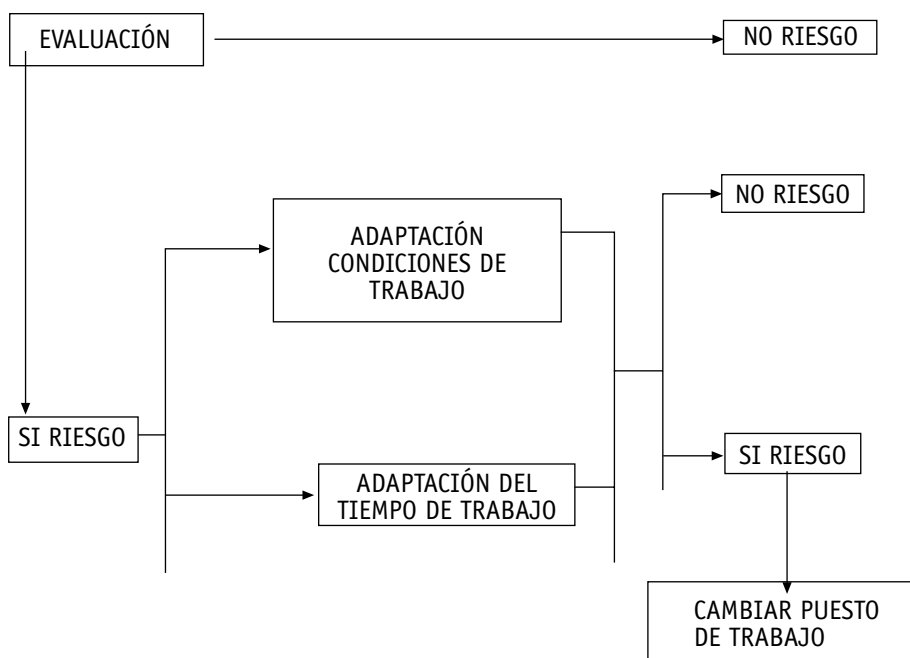 EVALUACIÓN
NO RIESGO
NO RIESGO
ADAPTACIÓN
CONDICIONES DE
TRABAJO
SI RIESGO
ADAPTACIÓN DEL
TIEMPO DE TRABAJO
SI RIESGO
CAMBIAR PUESTO
DE TRABAJO